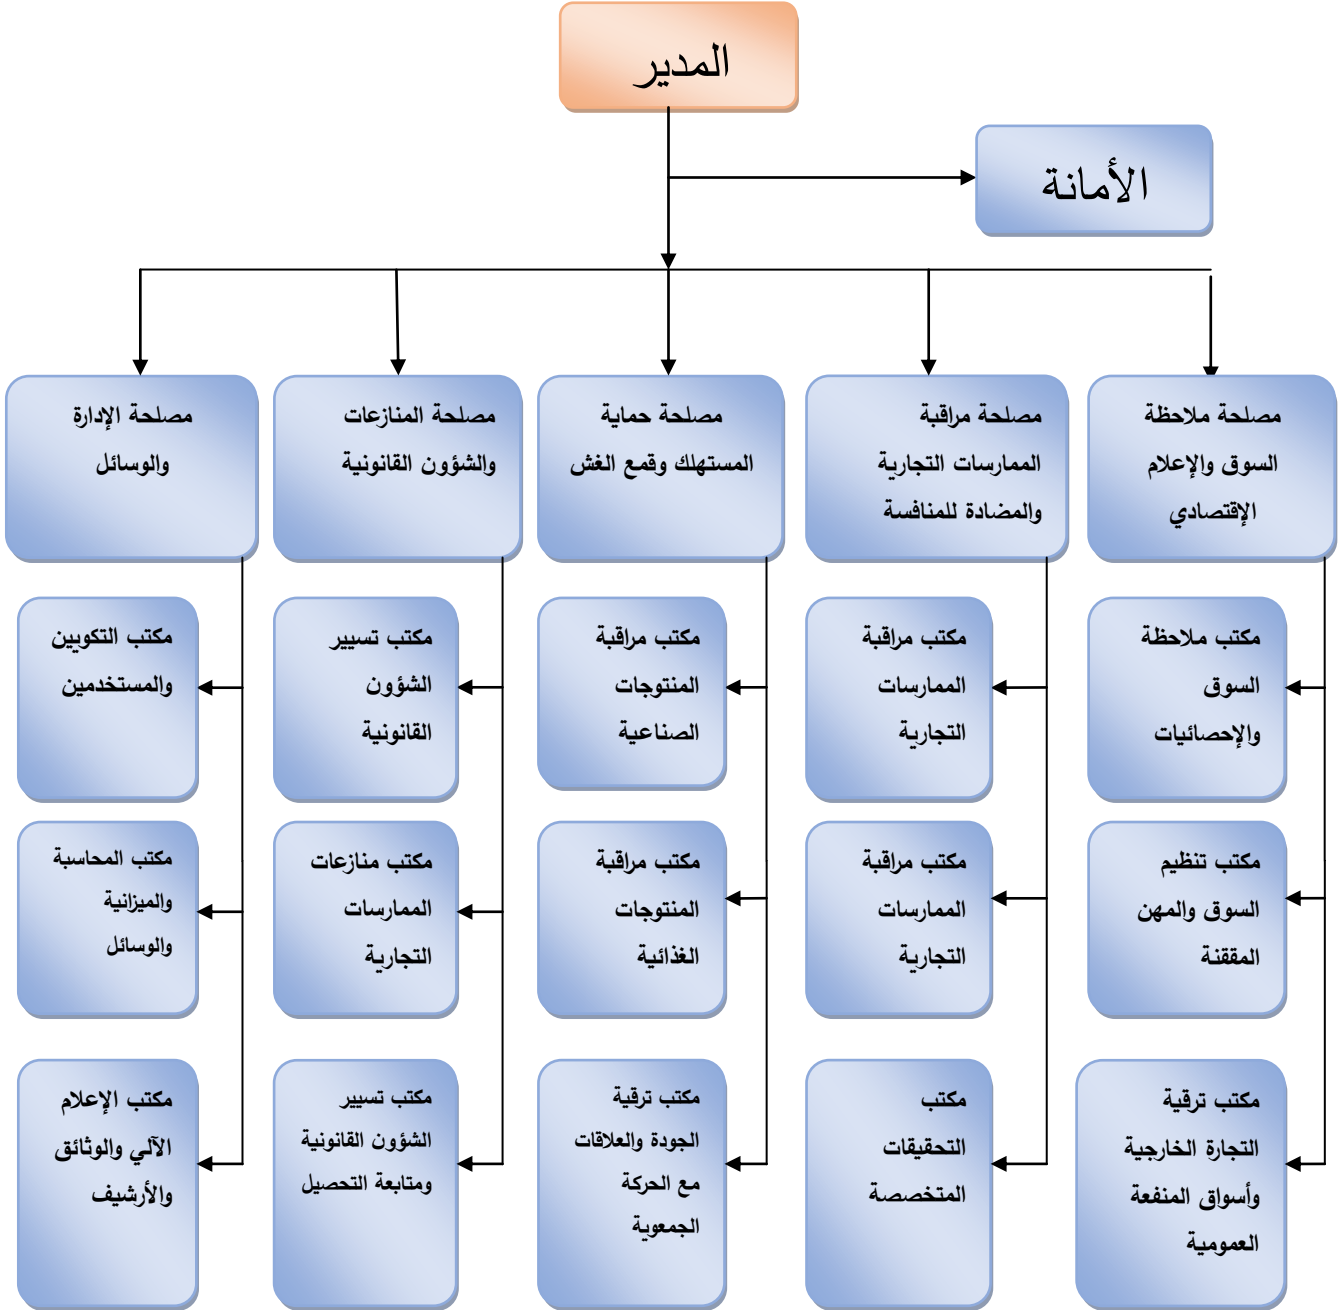 المدير
الأمانة
مصلحة ملاحظة
السوق والإعلام
الإقتصادي
مصلحة مراقبة
الممارسات التجارية
والمضادة للمنافسة
مصلحة حماية
المستهلك وقمع الغش
مصلحة المنازعات
والشؤون القانونية
مصلحة الإدارة
والوسائل
مكتب ملاحظة
السوق
والإحصائيات
مكتب مراقبة
الممارسات
التجارية
مكتب مراقبة
المنتوجات
الصناعية
مكتب تسيير
الشؤون
القانونية
مكتب التكويين
والمستخدمين
مكتب تنظيم
السوق والمهن
المققنة
مكتب مراقبة
الممارسات
التجارية
مكتب مراقبة
المنتوجات
الغذائية
مكتب منازعات
الممارسات
التجارية
مكتب المحاسبة
والميزانية
والوسائل
مكتب ترقية
التجارة الخارجية
وأسواق المنفعة
العمومية
مكتب
التحقيقات
المتخصصة
مكتب ترقية
الجودة والعلاقات
مع الحركة
الجمعوية
مكتب تسيير
الشؤون القانونية
ومتابعة التحصيل
مكتب الإعلام
الآلي والوثائق
والأرشيف